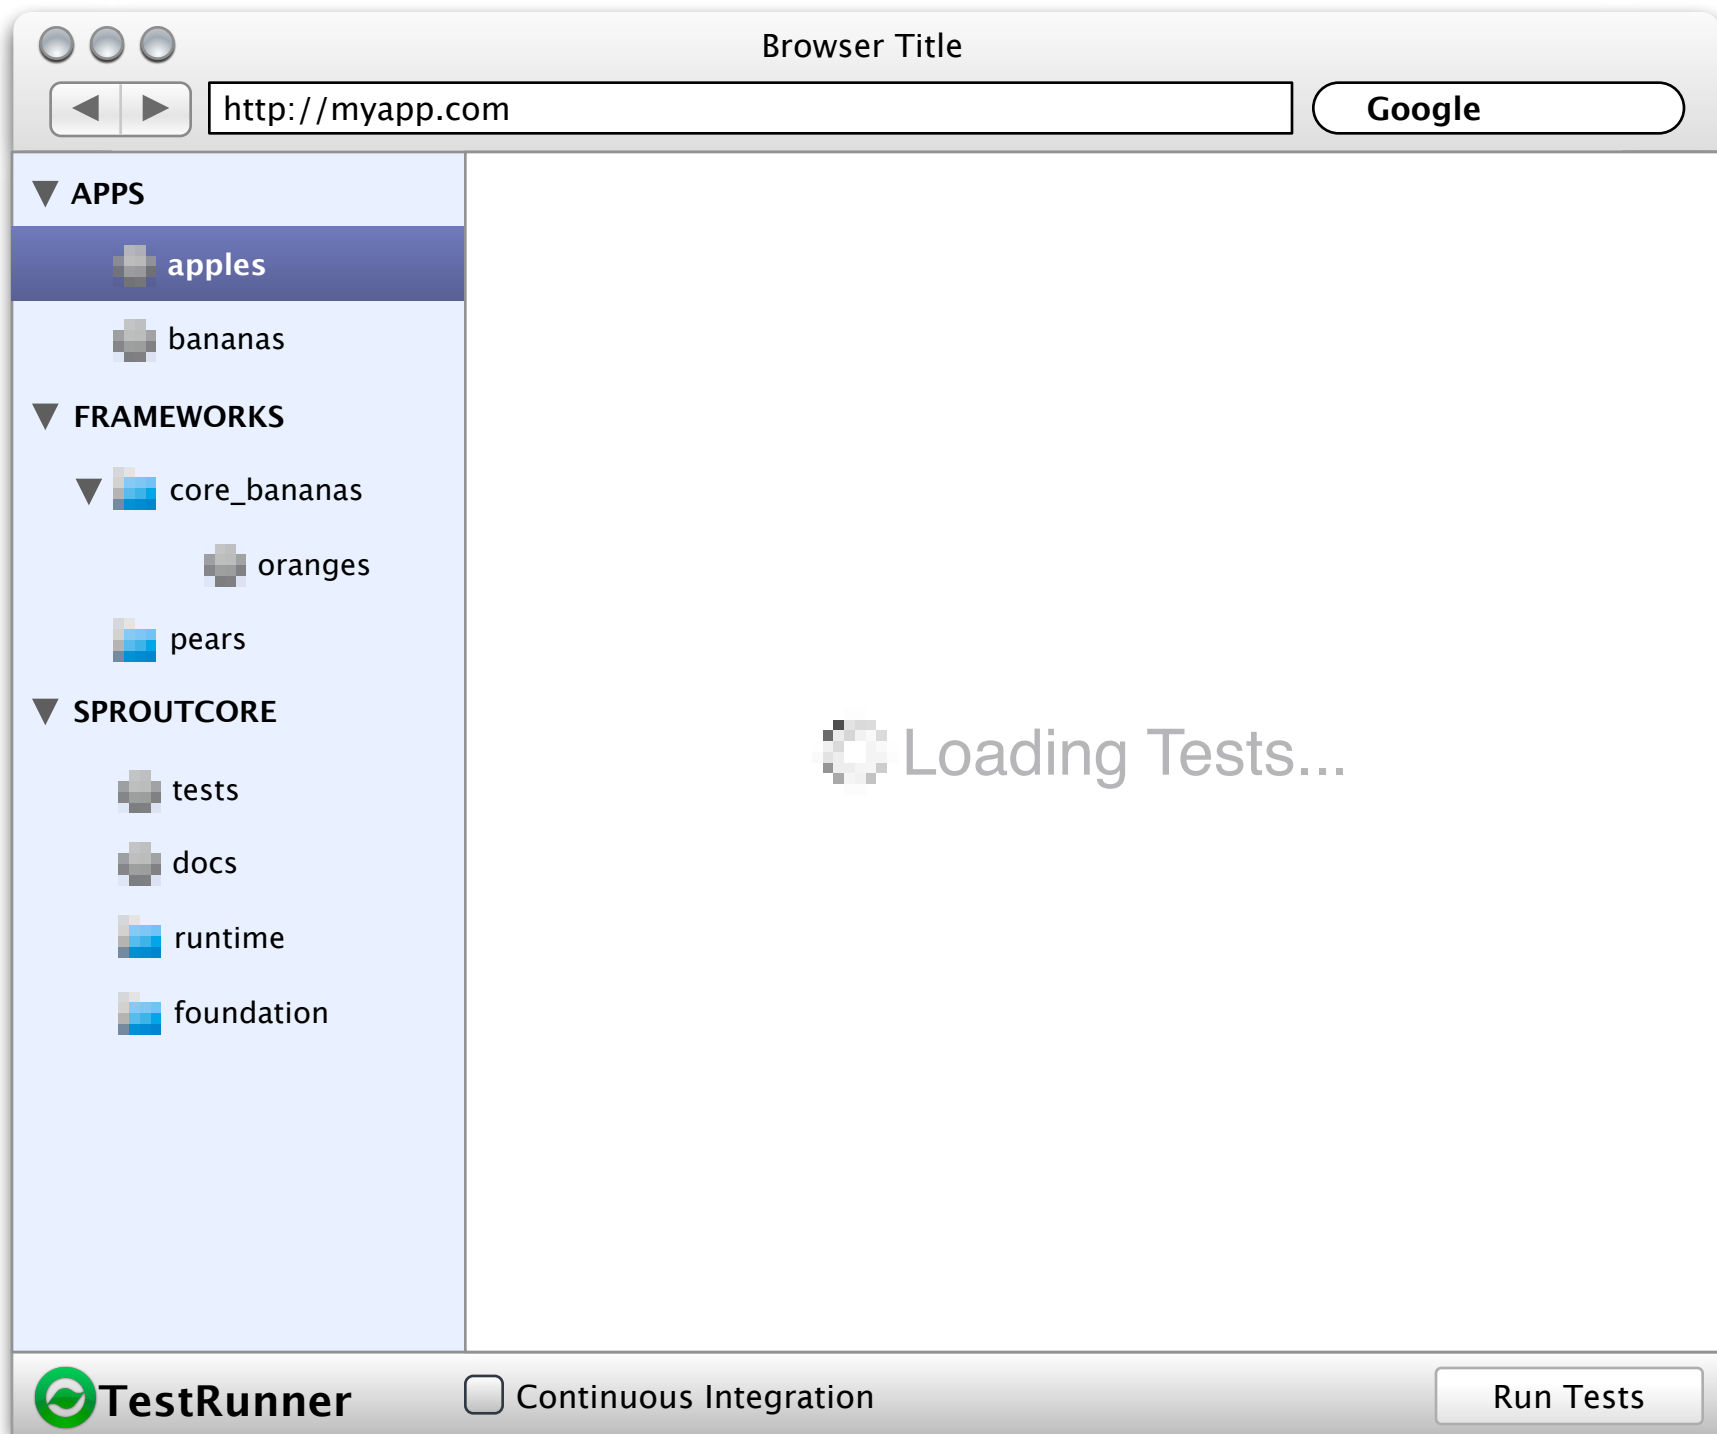 Browser Title
http://myapp.com
Google
APPS
apples
bananas
FRAMEWORKS
core_bananas
oranges
pears
SPROUTCORE
tests
docs
runtime
foundation
Loading Tests...
TestRunner
Continuous Integration
Run Tests